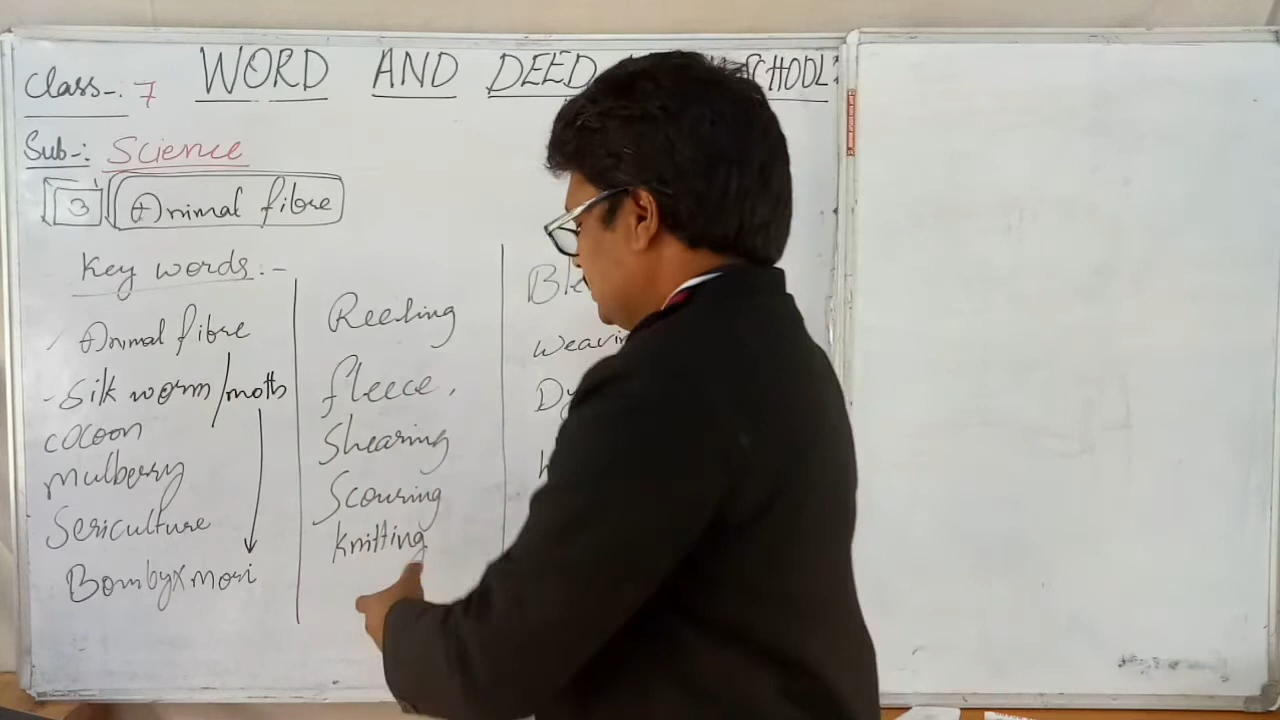 Class-: 7
WORD AND DEED SCHOOL
Sub-: Science
3 Animal fibre
Key words:-
Animal fibre
Silk worm/moth
cocoon
mulberry
Sericulture
Bombyx mori
Reeling
fleece,
Shearing
Scouring
knitting